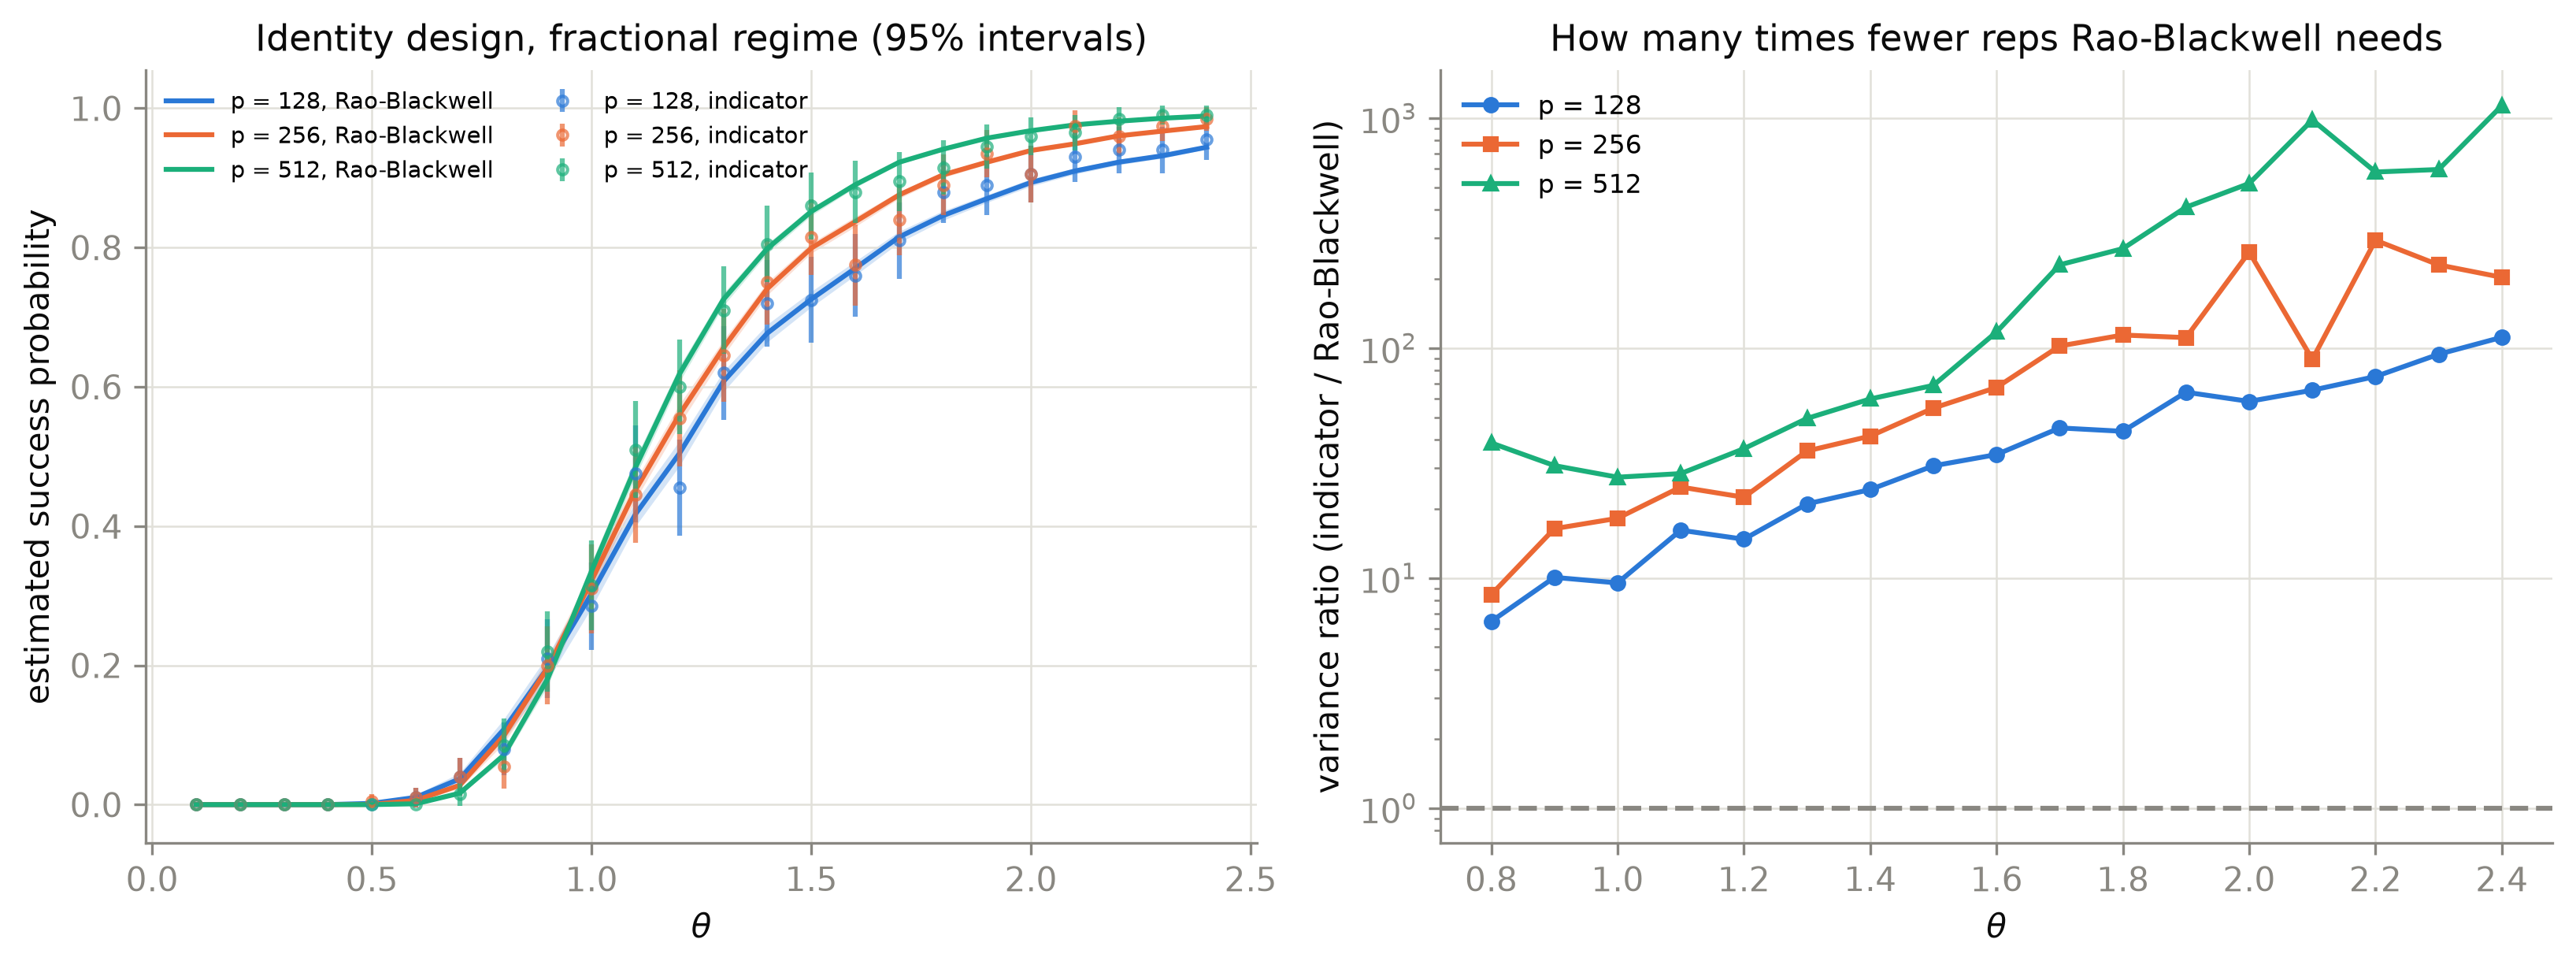 Identity design, fractional regime (95% intervals)
p = 128, Rao-Blackwell
p = 256, Rao-Blackwell
p = 512, Rao-Blackwell
p = 128, indicator
p = 256, indicator
p = 512, indicator
estimated success probability
1.0
0.8
0.6
0.4
0.2
0.0
0.0 0.5 1.0 1.5 2.0 2.5
θ
How many times fewer reps Rao-Blackwell needs
p = 128
p = 256
p = 512
variance ratio (indicator / Rao-Blackwell)
10³
10²
10¹
10⁰
0.8 1.0 1.2 1.4 1.6 1.8 2.0 2.2 2.4
θ